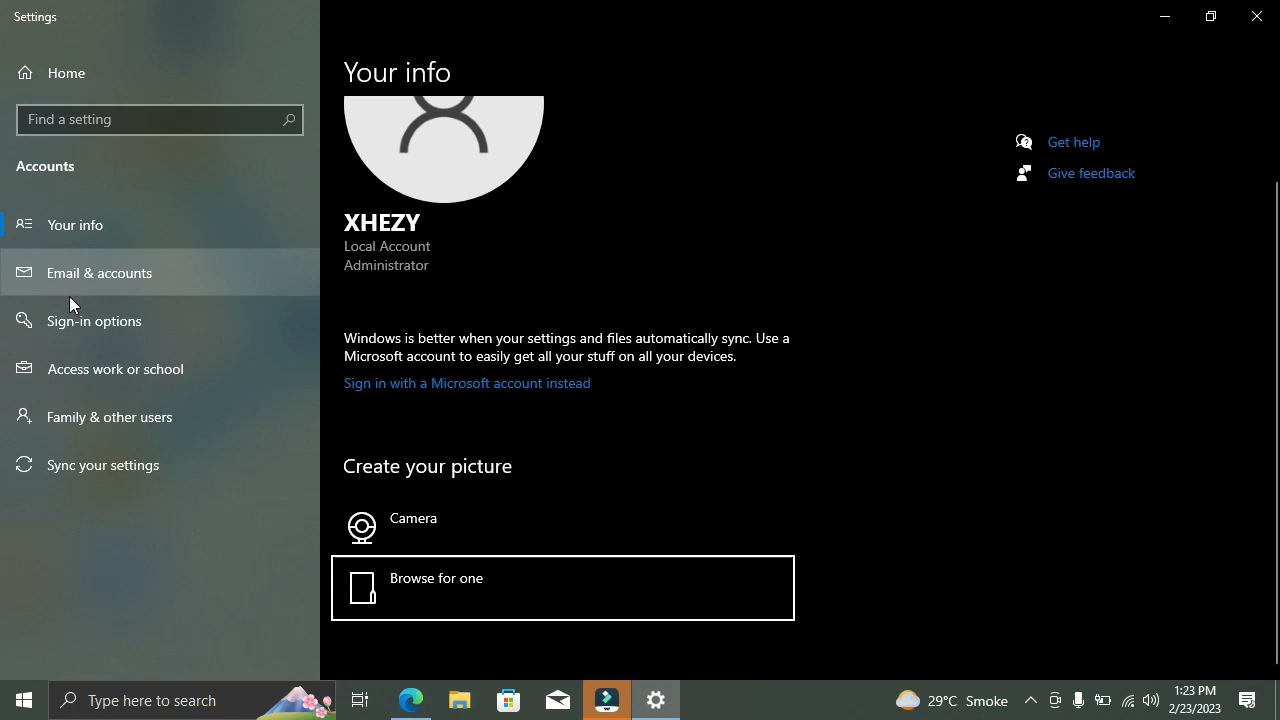 Settings
Home
Find a setting
Accounts
Your info
Email & accounts
Sign-in options
Access work or school
Family & other users
Sync your settings
Your info
XHEZY
Local Account
Administrator
Windows is better when your settings and files automatically sync. Use a
Microsoft account to easily get all your stuff on all your devices.
Sign in with a Microsoft account instead
Create your picture
Camera
Browse for one
Get help
Give feedback
Type here to search
29°C Smoke
1:23 PM
2/23/2023